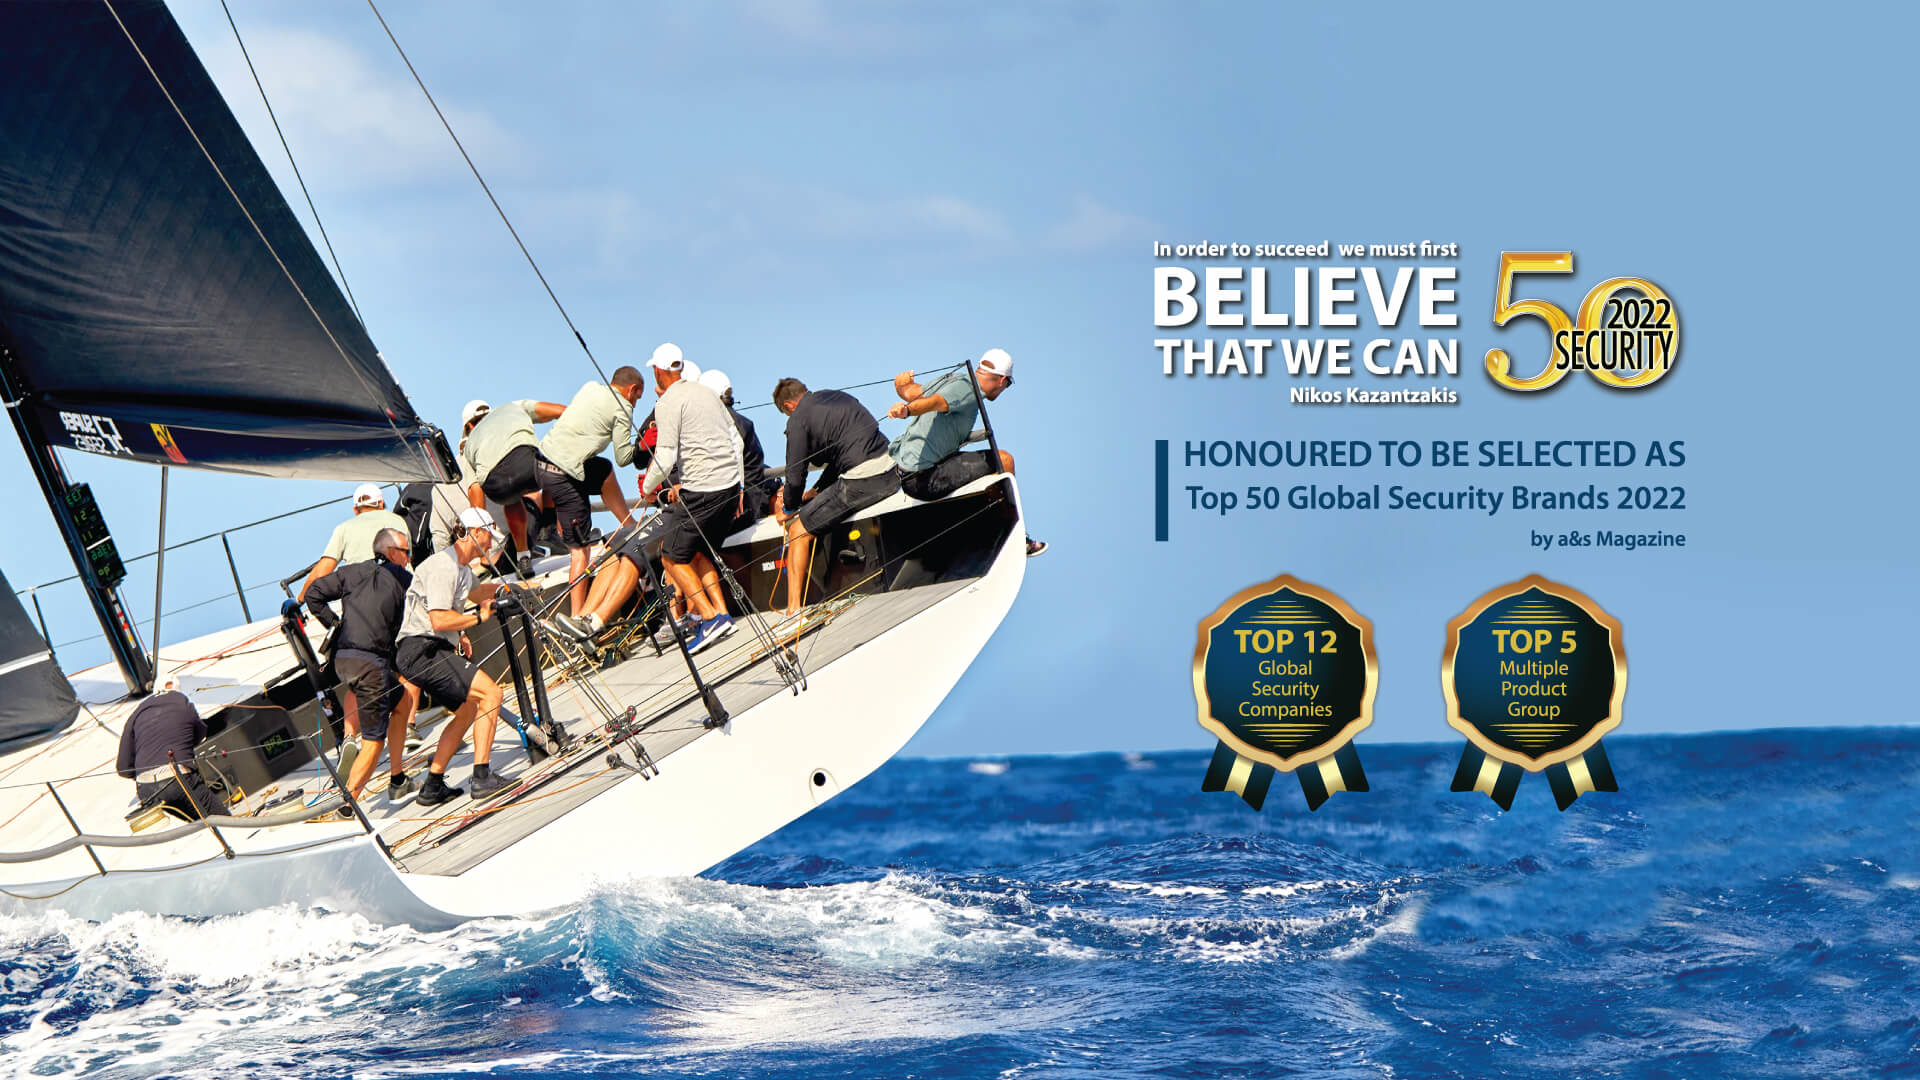 In order to succeed we must first
BELIEVE
THAT WE CAN
Nikos Kazantzakis
50
2022
SECURITY
HONOURED TO BE SELECTED AS
Top 50 Global Security Brands 2022
by a&s Magazine
TOP 12
Global
Security
Companies
TOP 5
Multiple
Product
Group
SUPER
SERIES